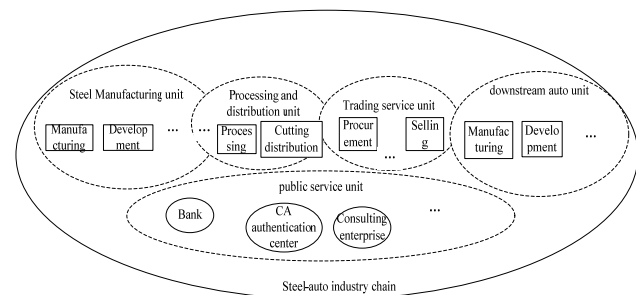 downstream auto unit
Steel Manufacturing unit
Processing and
distribution unit
Trading service unit
Manufa
cturing
Develop
ment
...
...
Proces
sing
Cutting
distribution
Procur
ement
...
Sellin
g
Manufac
turing
Develo
pment
...
public service unit
Bank
CA
authentication
center
Consulting
enterprise
...
Steel-auto industry chain